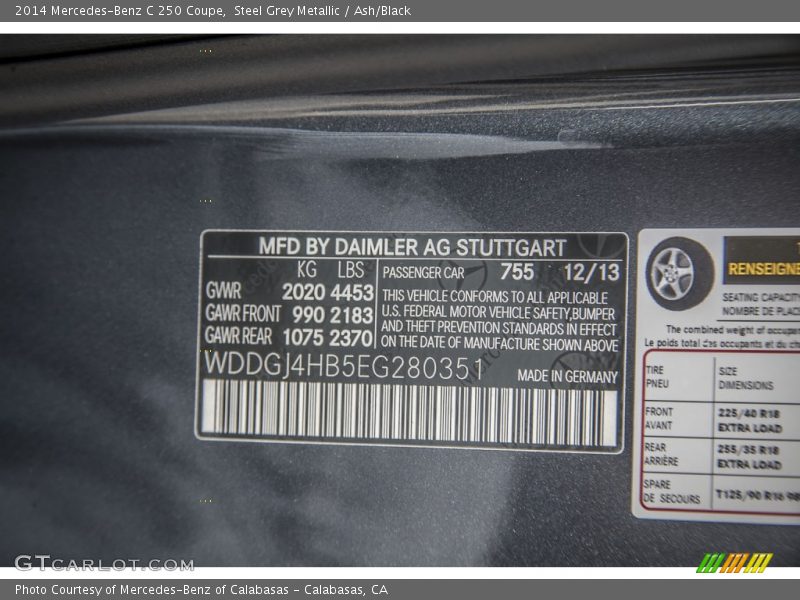 2014 Mercedes-Benz C 250 Coupe, Steel Grey Metallic / Ash/Black
MFD BY DAIMLER AG STUTTGART
KG LBS
GVWR 2020 4453
GAWR FRONT 990 2183
GAWR REAR 1075 2370
PASSENGER CAR 755 12/13
THIS VEHICLE CONFORMS TO ALL APPLICABLE
U.S. FEDERAL MOTOR VEHICLE SAFETY,BUMPER
AND THEFT PREVENTION STANDARDS IN EFFECT
ON THE DATE OF MANUFACTURE SHOWN ABOVE
WDDGJ4HB5EG280351
MADE IN GERMANY
RENSEIGNE
SEATING CAPACITY
NOMBRE DE PLAC
The combined weight of occupa
Le poids total des occupants et du ch
TIRE
PNEU
SIZE
DIMENSIONS
FRONT
AVANT
225/40 R18
EXTRA LOAD
REAR
ARRIÈRE
255/35 R18
EXTRA LOAD
SPARE
DE SECOURS
T125/90 R16 98
GTCARLOT.COM
Photo Courtesy of Mercedes-Benz of Calabasas - Calabasas, CA